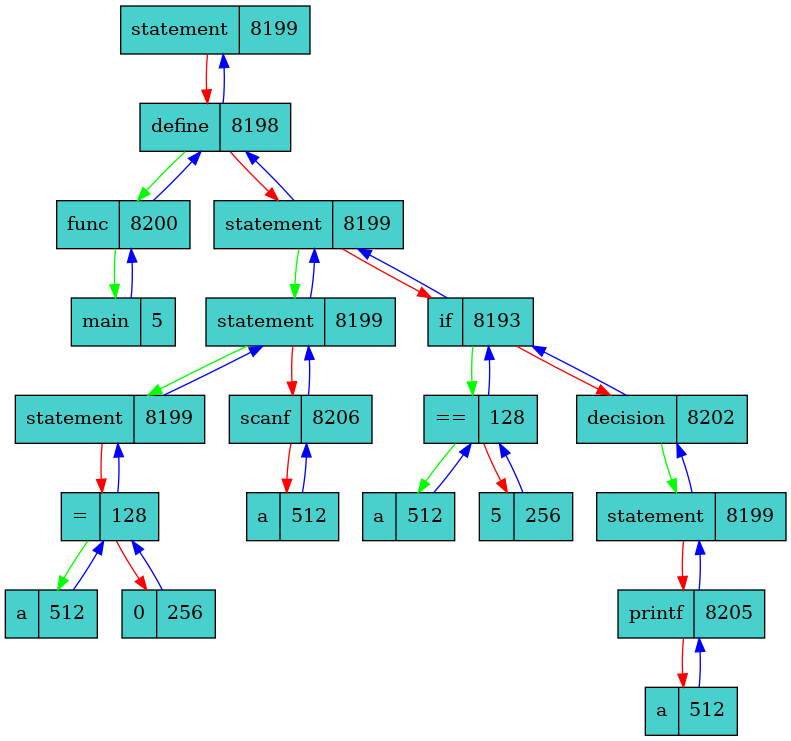 statement 8199
define 8198
func 8200 statement 8199
main 5 statement 8199 if 8193
statement 8199 scanf 8206 == 128 decision 8202
= 128 a 512 a 512 5 256 statement 8199
a 512 0 256 printf 8205
a 512